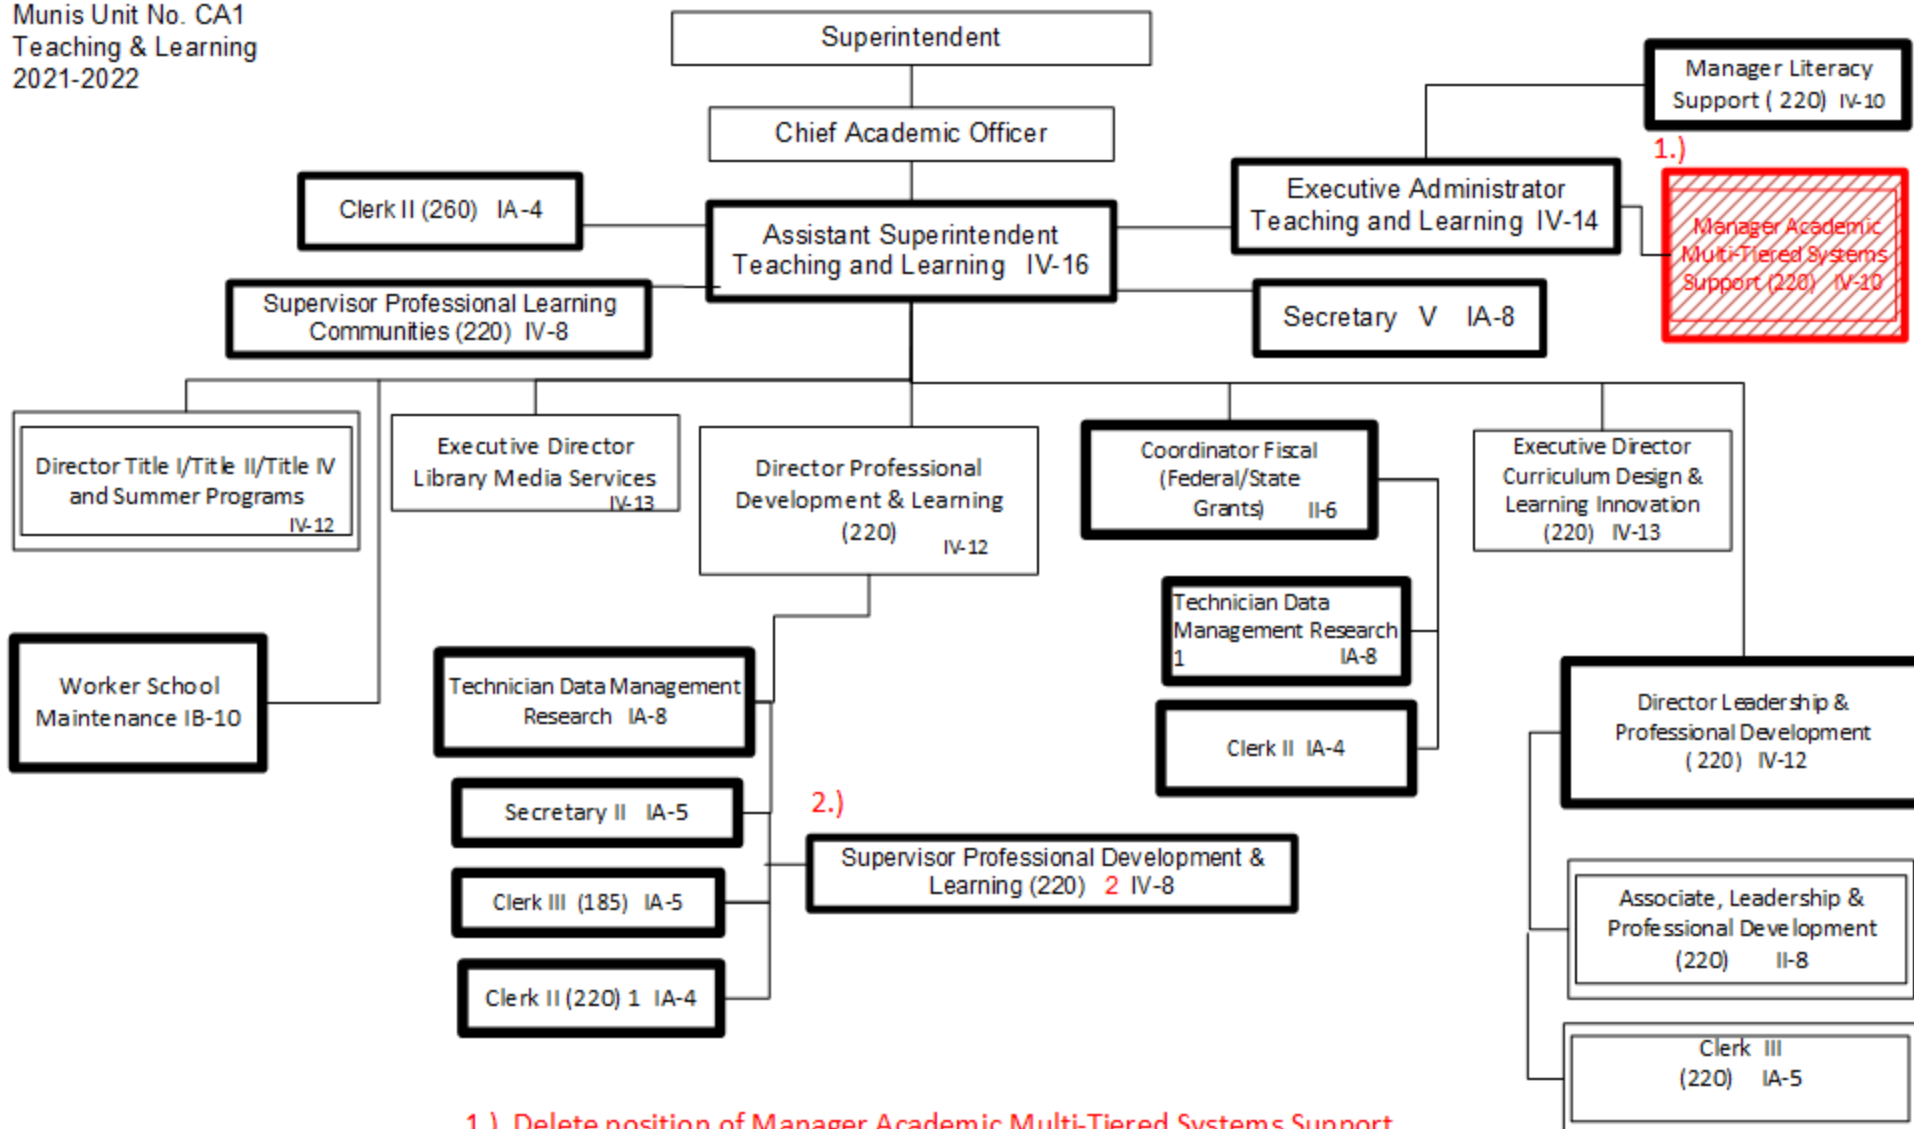 Munis Unit No. CA1
Teaching & Learning
2021-2022
Superintendent
Chief Academic Officer
Manager Literacy
Support ( 220) IV-10
1.)
Clerk II (260) IA-4
Executive Administrator
Teaching and Learning IV-14
Manager Academic
Multi-Tiered Systems
Support (220) IV-10
Assistant Superintendent
Teaching and Learning IV-16
Supervisor Professional Learning
Communities (220) IV-8
Secretary V IA-8
Director Title I/Title II/Title IV
and Summer Programs
IV-12
Executive Director
Library Media Services
IV-13
Director Professional
Development & Learning
(220)
IV-12
Coordinator Fiscal
(Federal/State
Grants) II-6
Executive Director
Curriculum Design &
Learning Innovation
(220) IV-13
Worker School
Maintenance IB-10
Technician Data Management
Research IA-8
Technician Data
Management Research
1 IA-8
Clerk II IA-4
Director Leadership &
Professional Development
( 220) IV-12
Secretary II IA-5
2.)
Supervisor Professional Development &
Learning (220) 2 IV-8
Clerk III (185) IA-5
Clerk II (220) 1 IA-4
Associate, Leadership &
Professional Development
(220) II-8
Clerk III
(220) IA-5
1.) Delete position of Manager Academic Multi-Tiered Systems Support